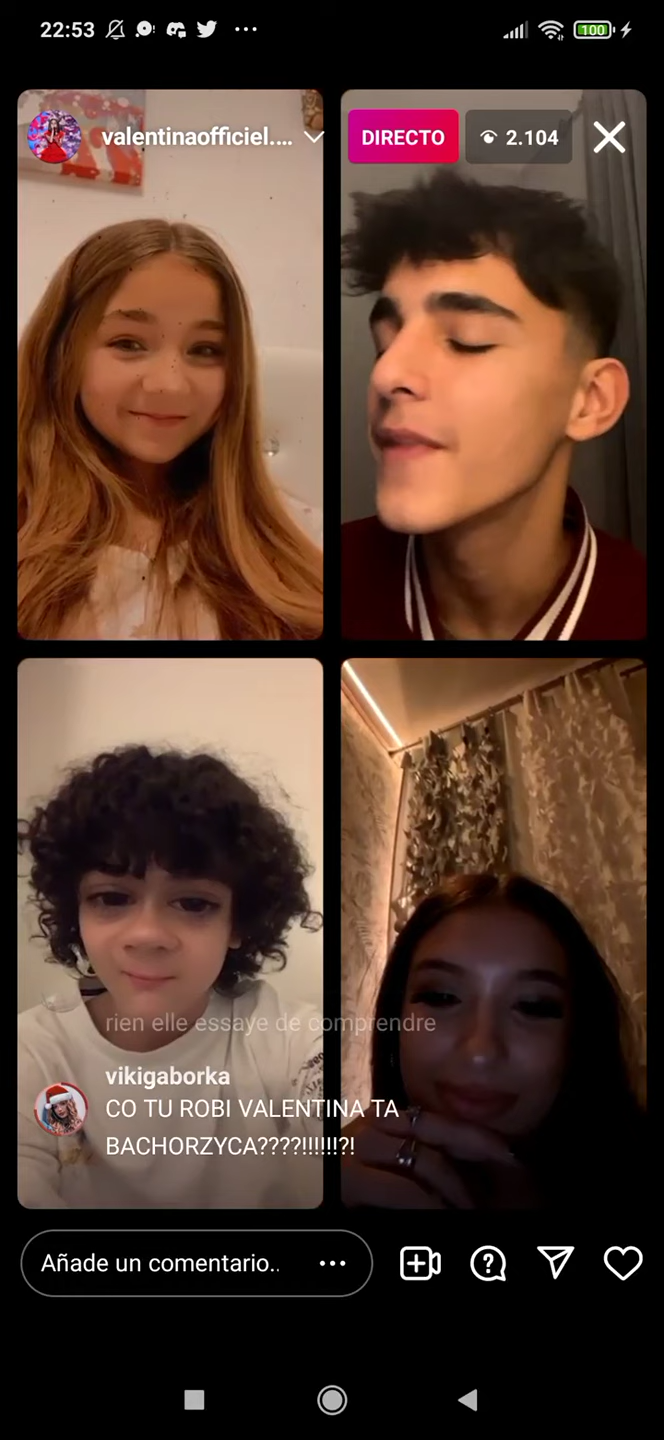 22:53
100
valentinaofficiel....
DIRECTO
2.104
rien elle essaye de comprendre
vikigaborka
CO TU ROBI VALENTINA TA
BACHORZYCA????!!!!!!?!
Añade un comentario..